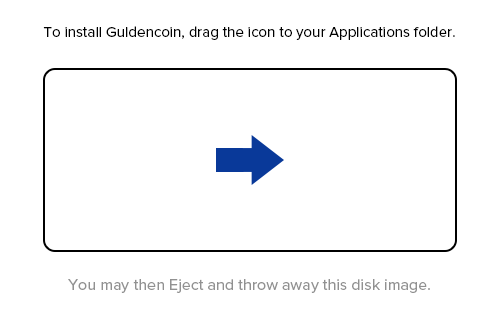 To install Guldencoin, drag the icon to your Applications folder.
You may then Eject and throw away this disk image.